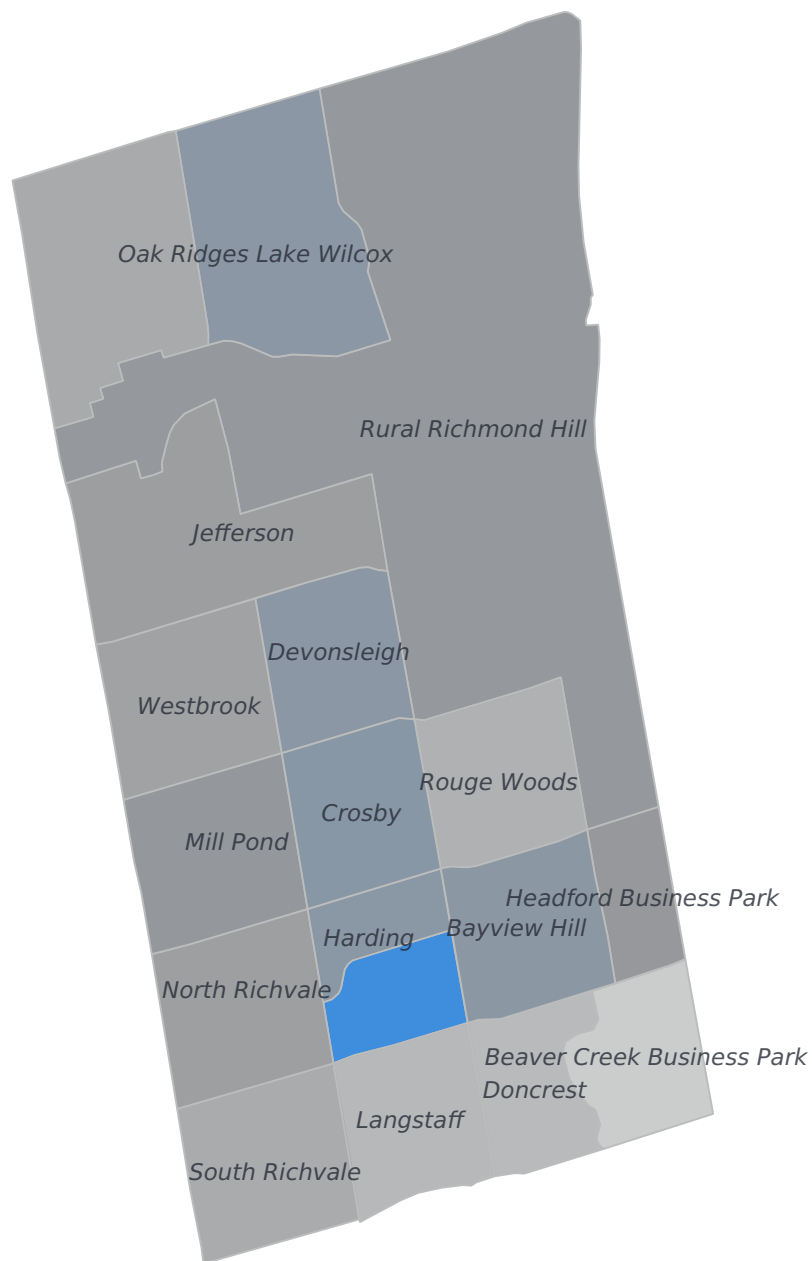 Oak Ridges Lake Wilcox
Rural Richmond Hill
Jefferson
Devonsleigh
Westbrook
Rouge Woods
Crosby
Mill Pond
Headford Business Park
Bayview Hill
Harding
North Richvale
Beaver Creek Business Park
Doncrest
Langstaff
South Richvale